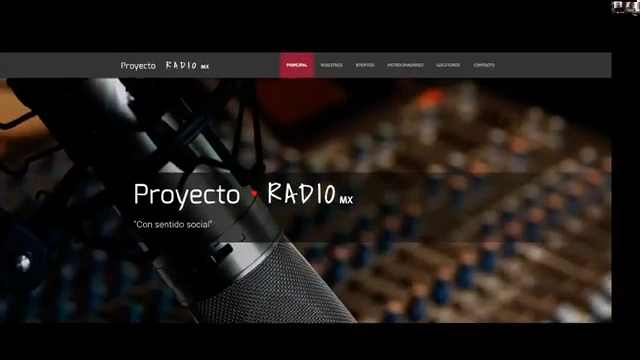 Proyecto RADIO MX
PRINCIPAL NOSOTROS EVENTOS PATROCINADORES LOCUTORES CONTACTO
Proyecto RADIO MX
"Con sentido social"